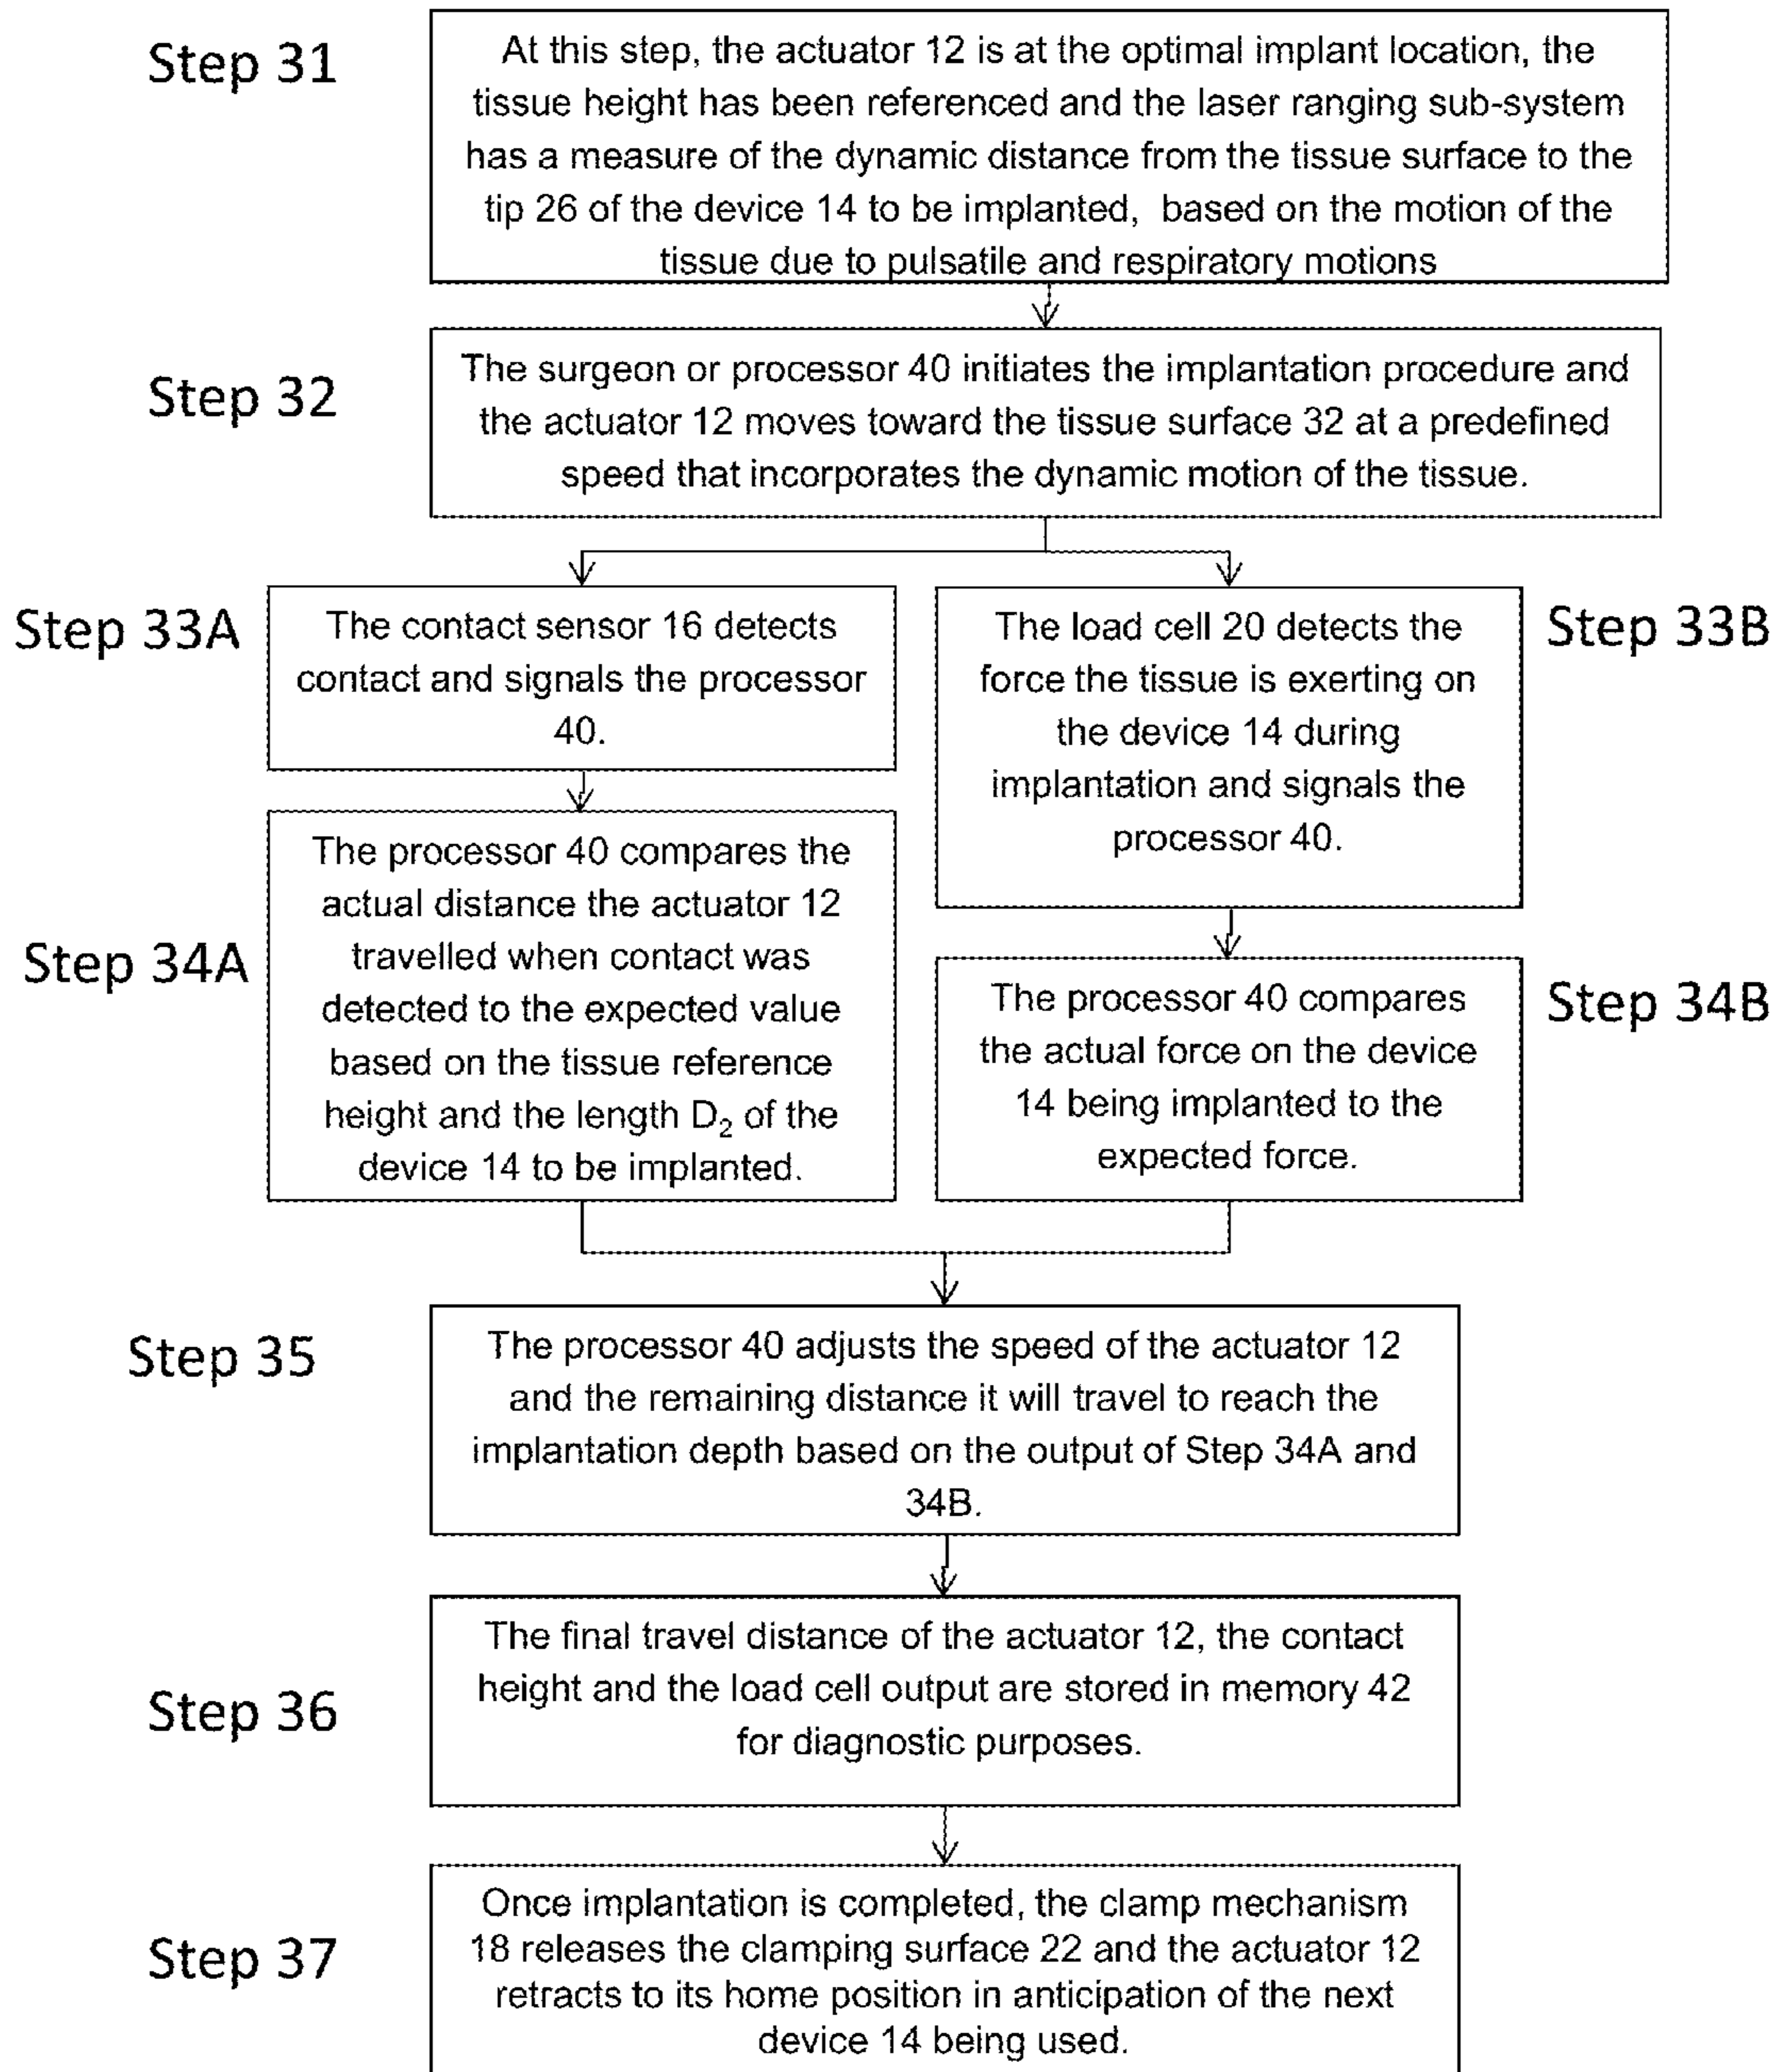 Step 31
At this step, the actuator 12 is at the optimal implant location, the
tissue height has been referenced and the laser ranging sub-system
has a measure of the dynamic distance from the tissue surface to the
tip 26 of the device 14 to be implanted, based on the motion of the
tissue due to pulsatile and respiratory motions
Step 32
The surgeon or processor 40 initiates the implantation procedure and
the actuator 12 moves toward the tissue surface 32 at a predefined
speed that incorporates the dynamic motion of the tissue.
Step 33A
The contact sensor 16 detects
contact and signals the processor
40.
The load cell 20 detects the
force the tissue is exerting on
the device 14 during
implantation and signals the
processor 40.
Step 33B
Step 34A
The processor 40 compares the
actual distance the actuator 12
travelled when contact was
detected to the expected value
based on the tissue reference
height and the length D₂ of the
device 14 to be implanted.
The processor 40 compares
the actual force on the device
14 being implanted to the
expected force.
Step 34B
Step 35
The processor 40 adjusts the speed of the actuator 12
and the remaining distance it will travel to reach the
implantation depth based on the output of Step 34A and
34B.
Step 36
The final travel distance of the actuator 12, the contact
height and the load cell output are stored in memory 42
for diagnostic purposes.
Step 37
Once implantation is completed, the clamp mechanism
18 releases the clamping surface 22 and the actuator 12
retracts to its home position in anticipation of the next
device 14 being used.